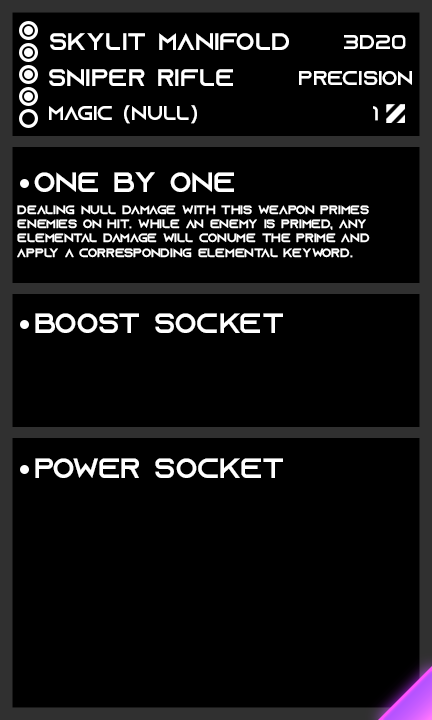 SKYLIT MANIFOLD 3D20
SNIPER RIFLE PRECISION
MAGIC (NULL) 1
•ONE BY ONE
DEALING NULL DAMAGE WITH THIS WEAPON PRIMES
ENEMIES ON HIT. WHILE AN ENEMY IS PRIMED, ANY
ELEMENTAL DAMAGE WILL CONUME THE PRIME AND
APPLY A CORRESPONDING ELEMENTAL KEYWORD.
•BOOST SOCKET
•POWER SOCKET